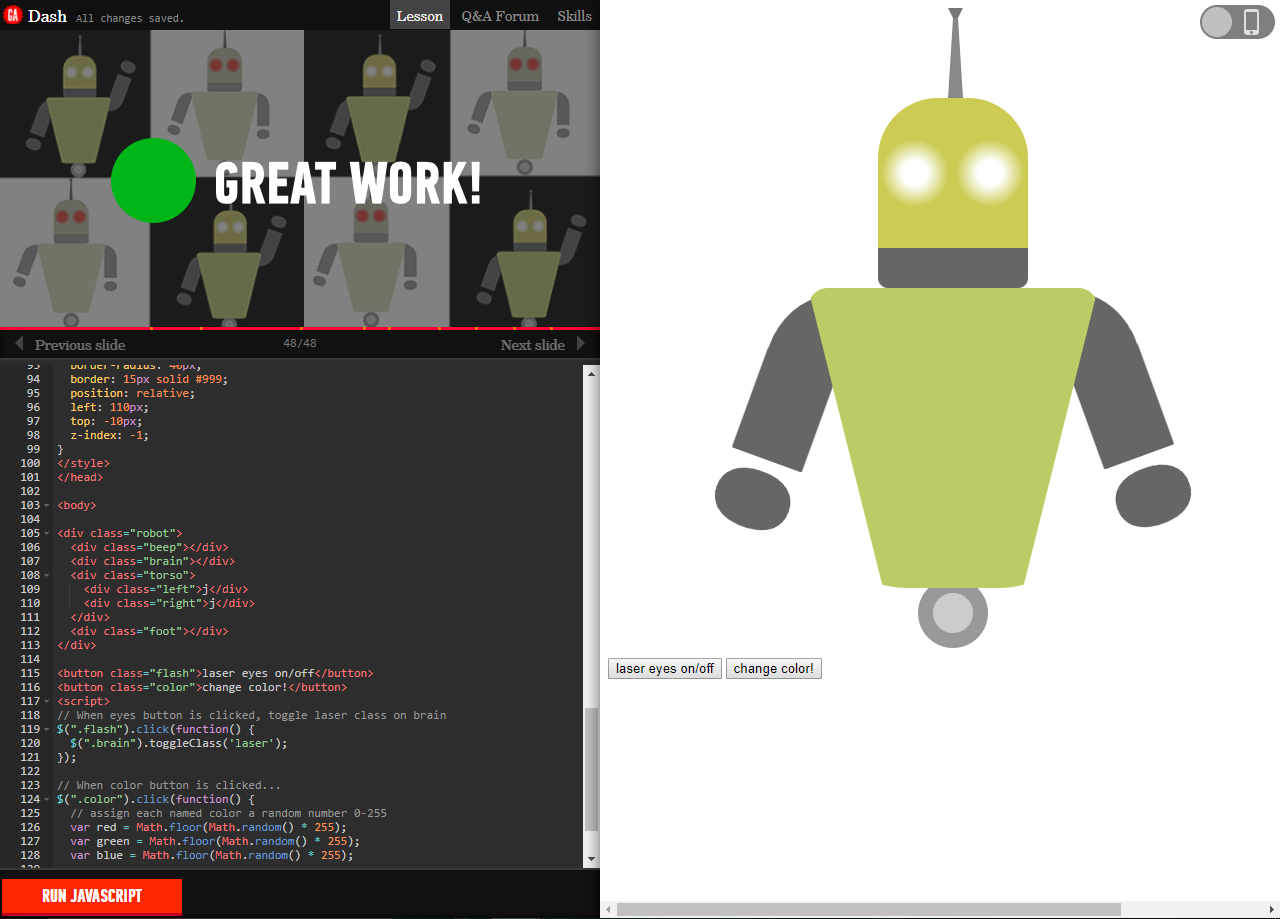 GA Dash All changes saved. Lesson Q&A Forum Skills
GREAT WORK!
Previous slide 48/48 Next slide
93 border-radius: 40px;
94 border: 15px solid #999;
95 position: relative;
96 left: 110px;
97 top: -10px;
98 z-index: -1;
99 }
100 </style>
101 </head>
102
103 <body>
104
105 <div class="robot">
106 <div class="beep"></div>
107 <div class="brain"></div>
108 <div class="torso">
109 <div class="left">j</div>
110 <div class="right">j</div>
111 </div>
112 <div class="foot"></div>
113 </div>
114
115 <button class="flash">laser eyes on/off</button>
116 <button class="color">change color!</button>
117 <script>
118 // When eyes button is clicked, toggle laser class on brain
119 $(".flash").click(function() {
120 $(".brain").toggleClass('laser');
121 });
122
123 // When color button is clicked...
124 $(".color").click(function() {
125 // assign each named color a random number 0-255
126 var red = Math.floor(Math.random() * 255);
127 var green = Math.floor(Math.random() * 255);
128 var blue = Math.floor(Math.random() * 255);
RUN JAVASCRIPT
laser eyes on/off change color!